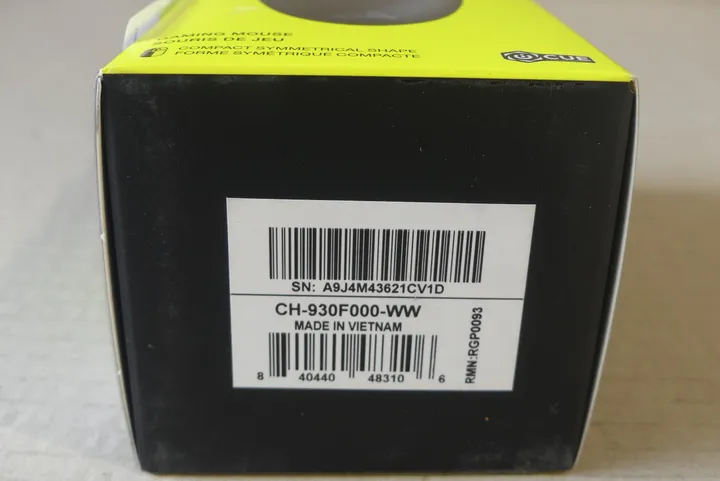 GAMING MOUSE
SOURIS DE JEU
COMPACT SYMMETRICAL SHAPE
FORME SYMÉTRIQUE COMPACTE
iCUE
SN: A9J4M43621CV1D
CH-930F000-WW
MADE IN VIETNAM
8 40440 48310 6
RMN:RGP0093